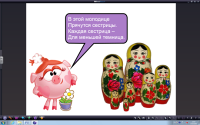 В этой молодице
Прячутся сестрицы.
Каждая сестрица –
Для меньшей темница.